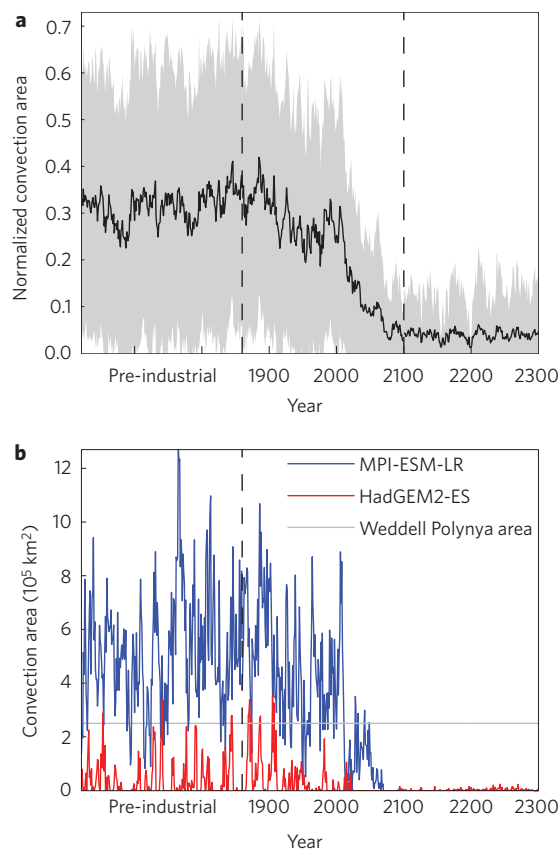 a
0.7
0.6
0.5
0.4
0.3
0.2
0.1
0.0
Normalized convection area
Pre-industrial 1900 2000 2100 2200 2300
Year
b
12
10
8
6
4
2
0
Convection area (10⁵ km²)
MPI-ESM-LR
HadGEM2-ES
Weddell Polynya area
Pre-industrial 1900 2000 2100 2200 2300
Year